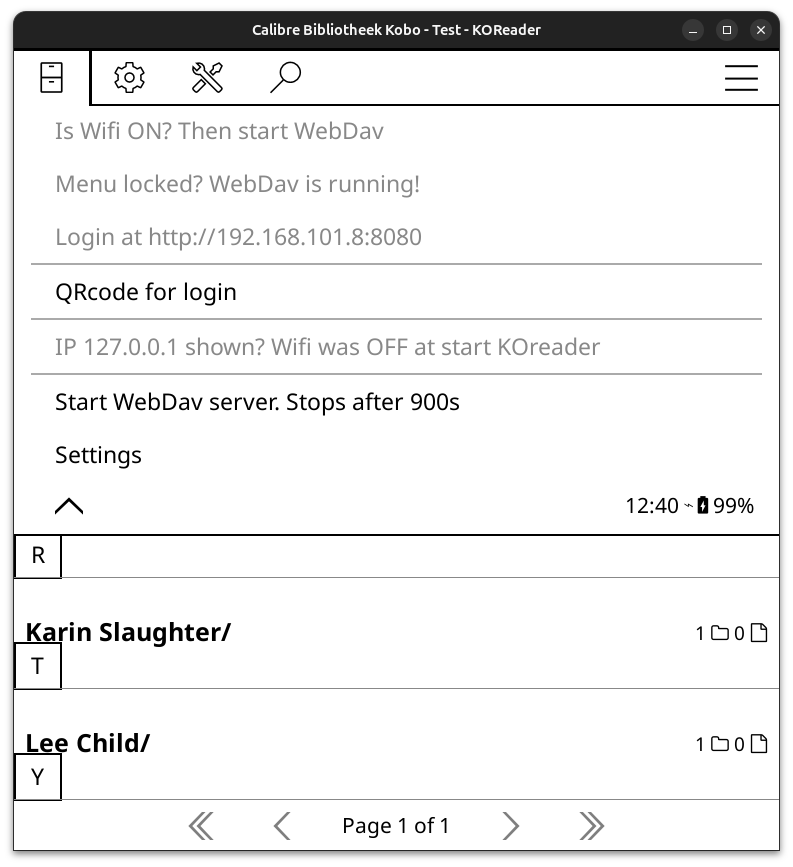 Calibre Bibliotheek Kobo - Test - KOReader
Is Wifi ON? Then start WebDav
Menu locked? WebDav is running!
Login at http://192.168.101.8:8080
QRcode for login
IP 127.0.0.1 shown? Wifi was OFF at start KOreader
Start WebDav server. Stops after 900s
Settings
12:40 ~ 99%
R
Karin Slaughter/ 1 0
T
Lee Child/ 1 0
Y
Page 1 of 1